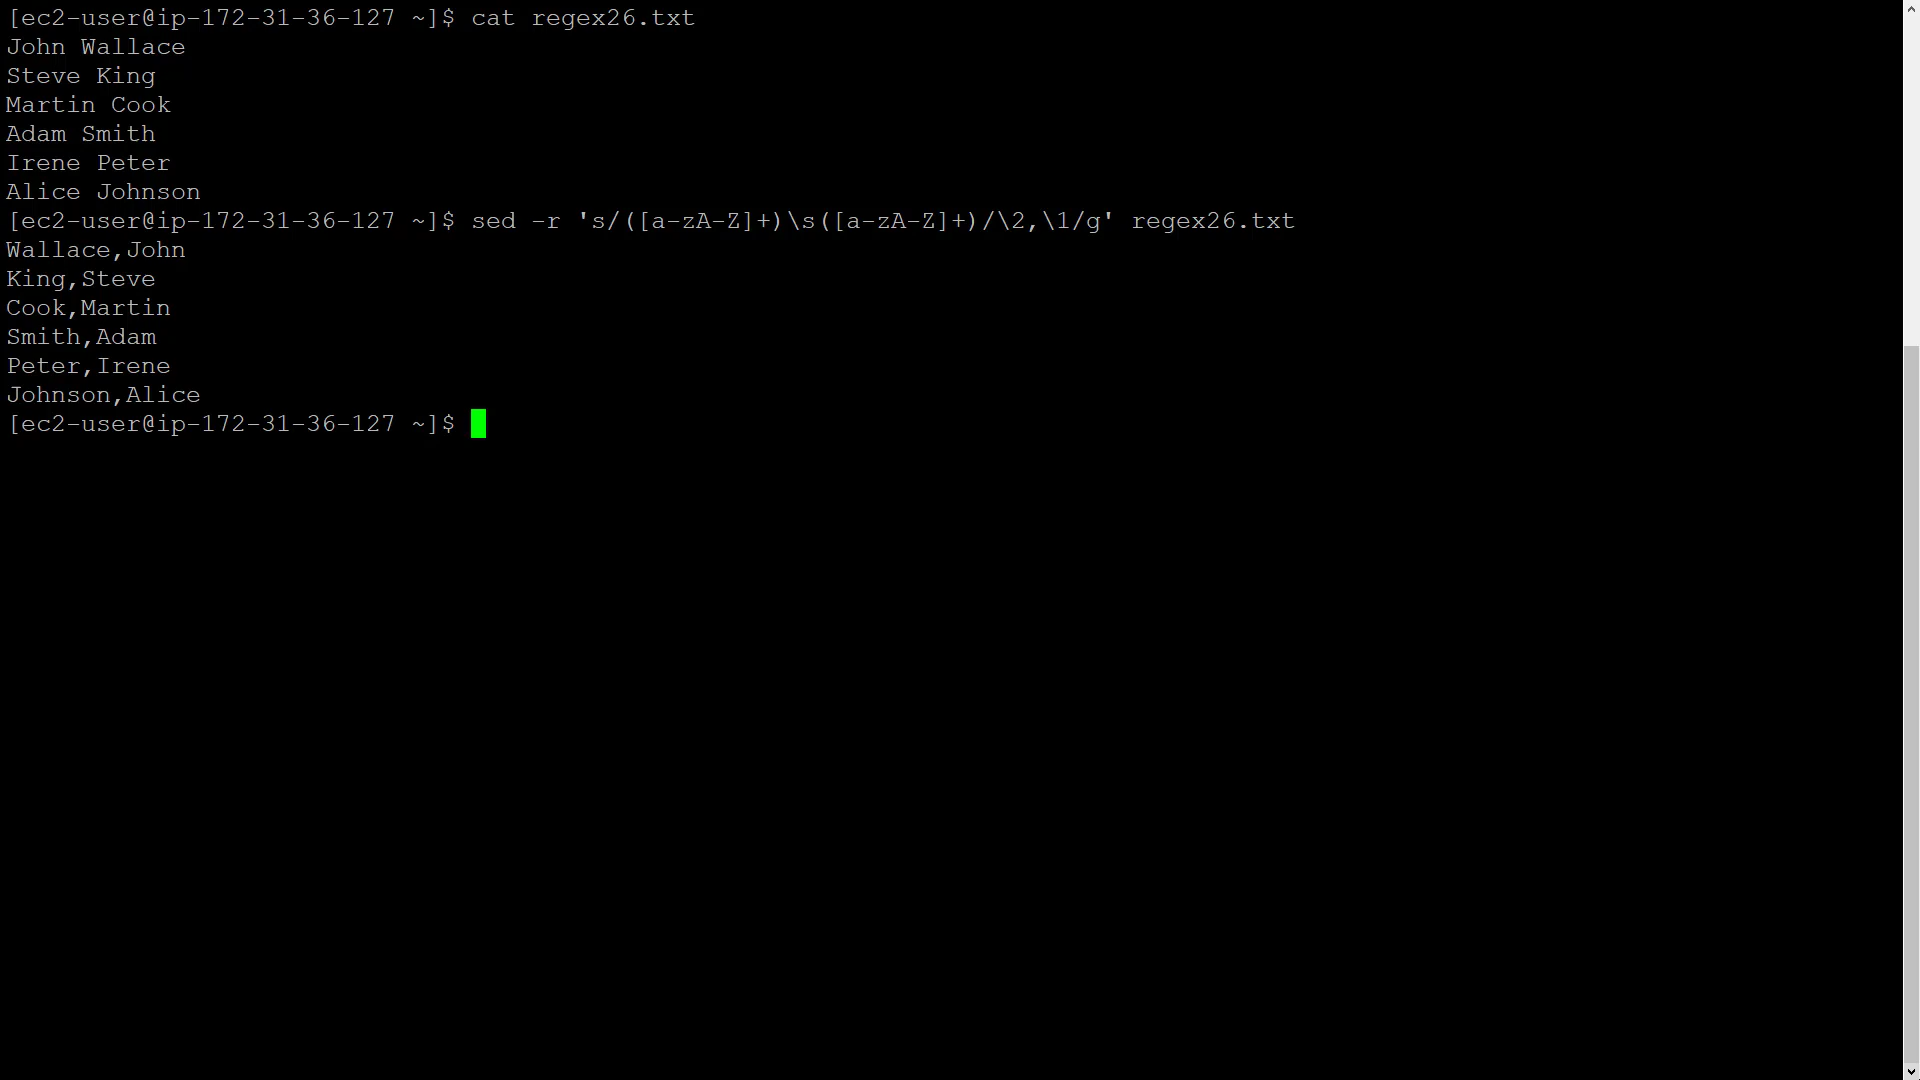 [ec2-user@ip-172-31-36-127 ~]$ cat regex26.txt
John Wallace
Steve King
Martin Cook
Adam Smith
Irene Peter
Alice Johnson
[ec2-user@ip-172-31-36-127 ~]$ sed -r 's/([a-zA-Z]+)\s([a-zA-Z]+)/\2,\1/g' regex26.txt
Wallace,John
King,Steve
Cook,Martin
Smith,Adam
Peter,Irene
Johnson,Alice
[ec2-user@ip-172-31-36-127 ~]$